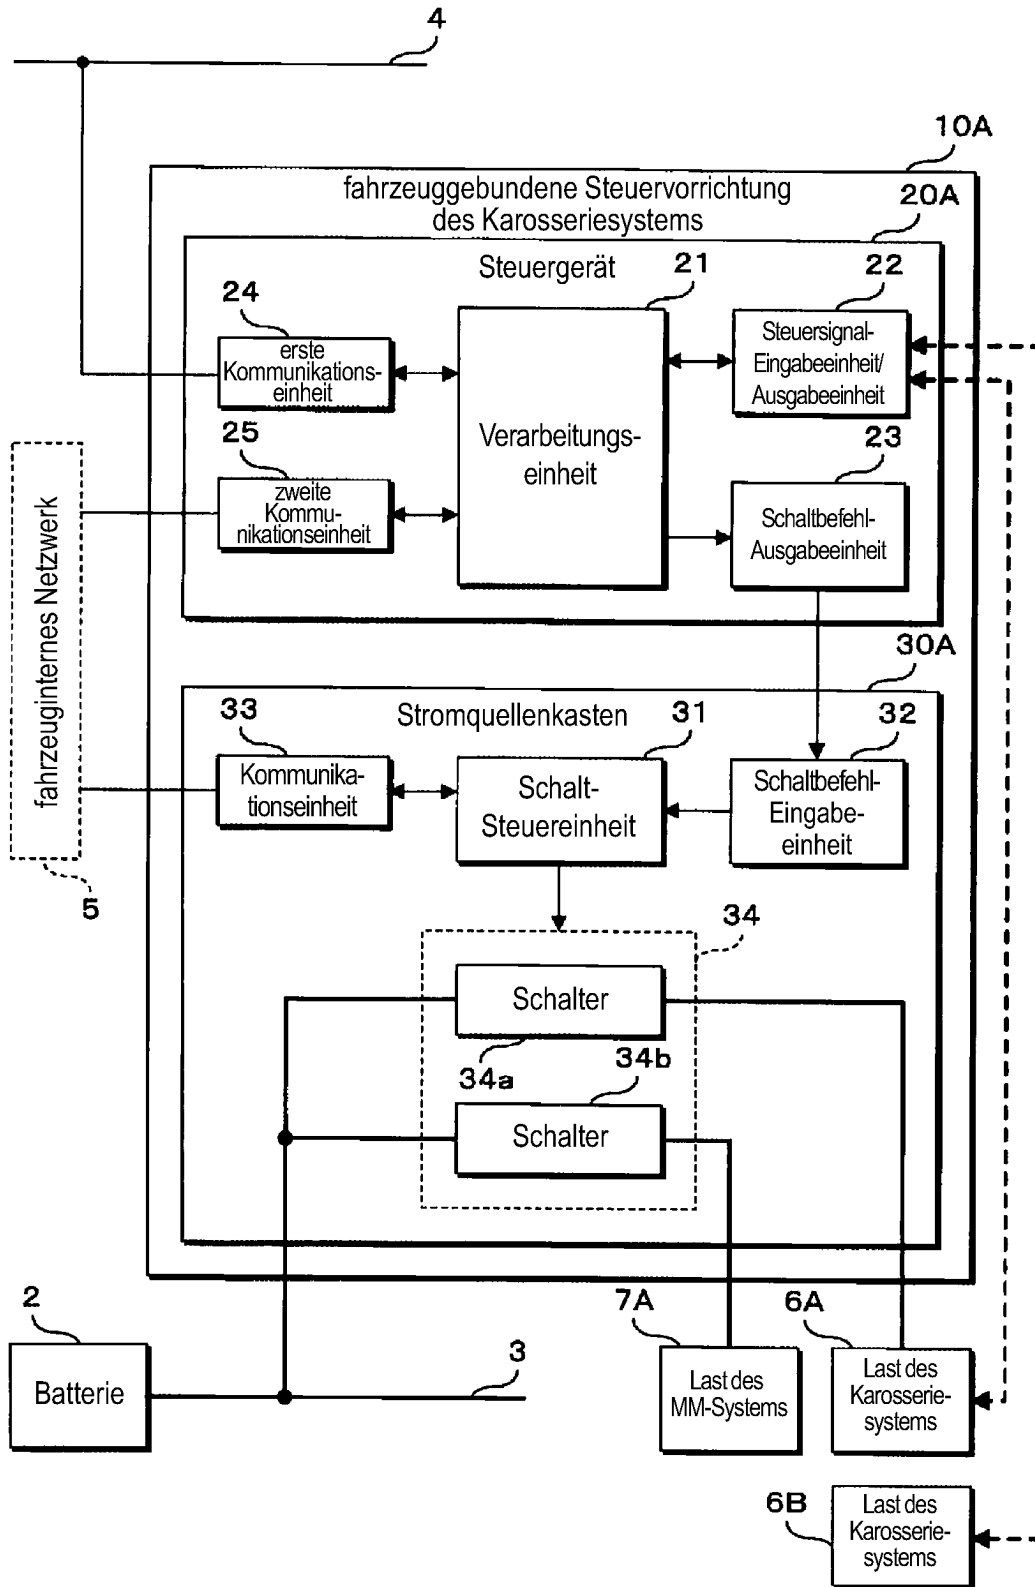 4
10A
fahrzeuggebundene Steuervorrichtung
des Karosseriesystems
20A
Steuergerät
21
22
24
erste
Kommunikations-
einheit
Steuersignal-
Eingabeeinheit/
Ausgabeeinheit
25
zweite
Kommu-
nikationseinheit
Verarbeitungs-
einheit
23
Schaltbefehl-
Ausgabeeinheit
fahrzeuginternes Netzwerk
5
30A
Stromquellenkasten
33
Kommunika-
tionseinheit
31
Schalt-
Steuereinheit
32
Schaltbefehl-
Eingabe-
einheit
34
Schalter
34a
34b
Schalter
2
Batterie
3
7A
Last des
MM-Systems
6A
Last des
Karosserie-
systems
6B
Last des
Karosserie-
systems